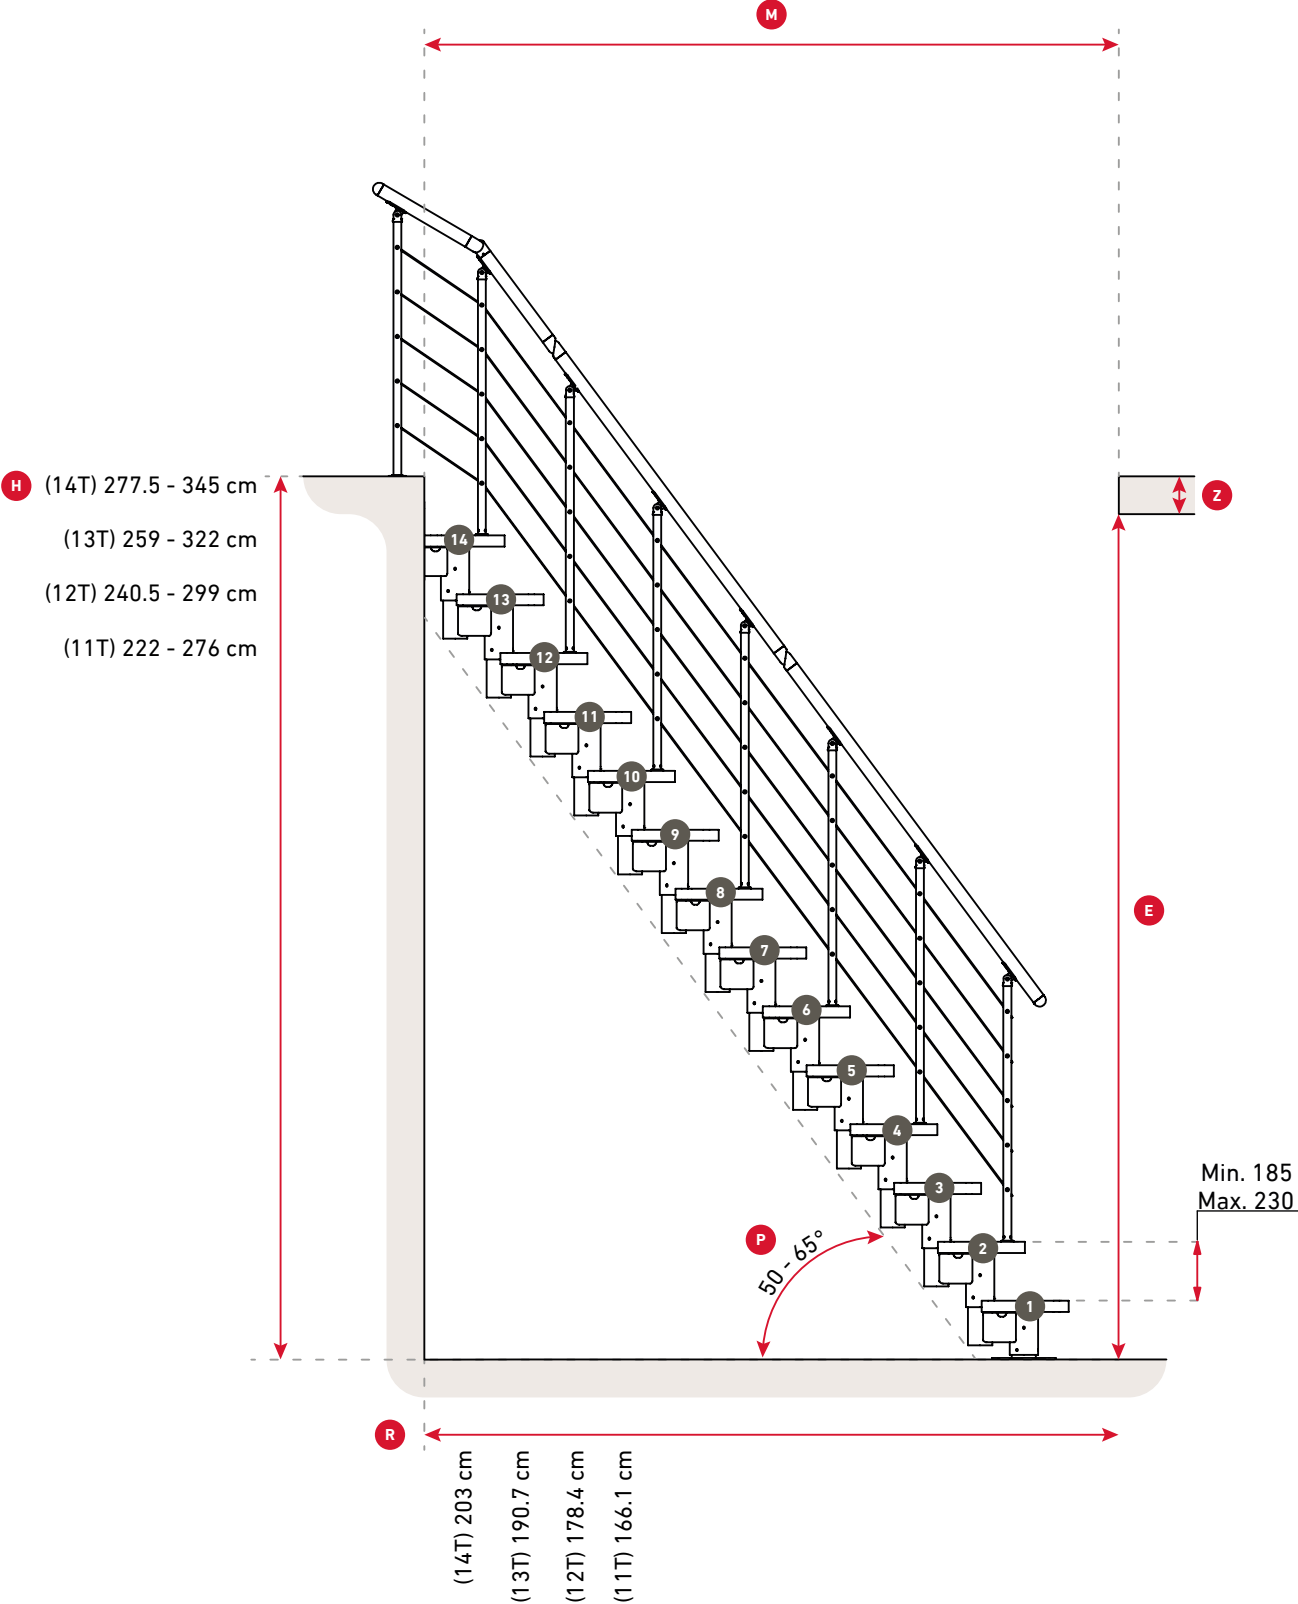 M
H (14T) 277.5 - 345 cm
(13T) 259 - 322 cm
(12T) 240.5 - 299 cm
(11T) 222 - 276 cm
Z
14
13
12
11
10
9
8
7
6
5
4
3
2
1
E
Min. 185
Max. 230
P
50 - 65°
R
(14T) 203 cm
(13T) 190.7 cm
(12T) 178.4 cm
(11T) 166.1 cm